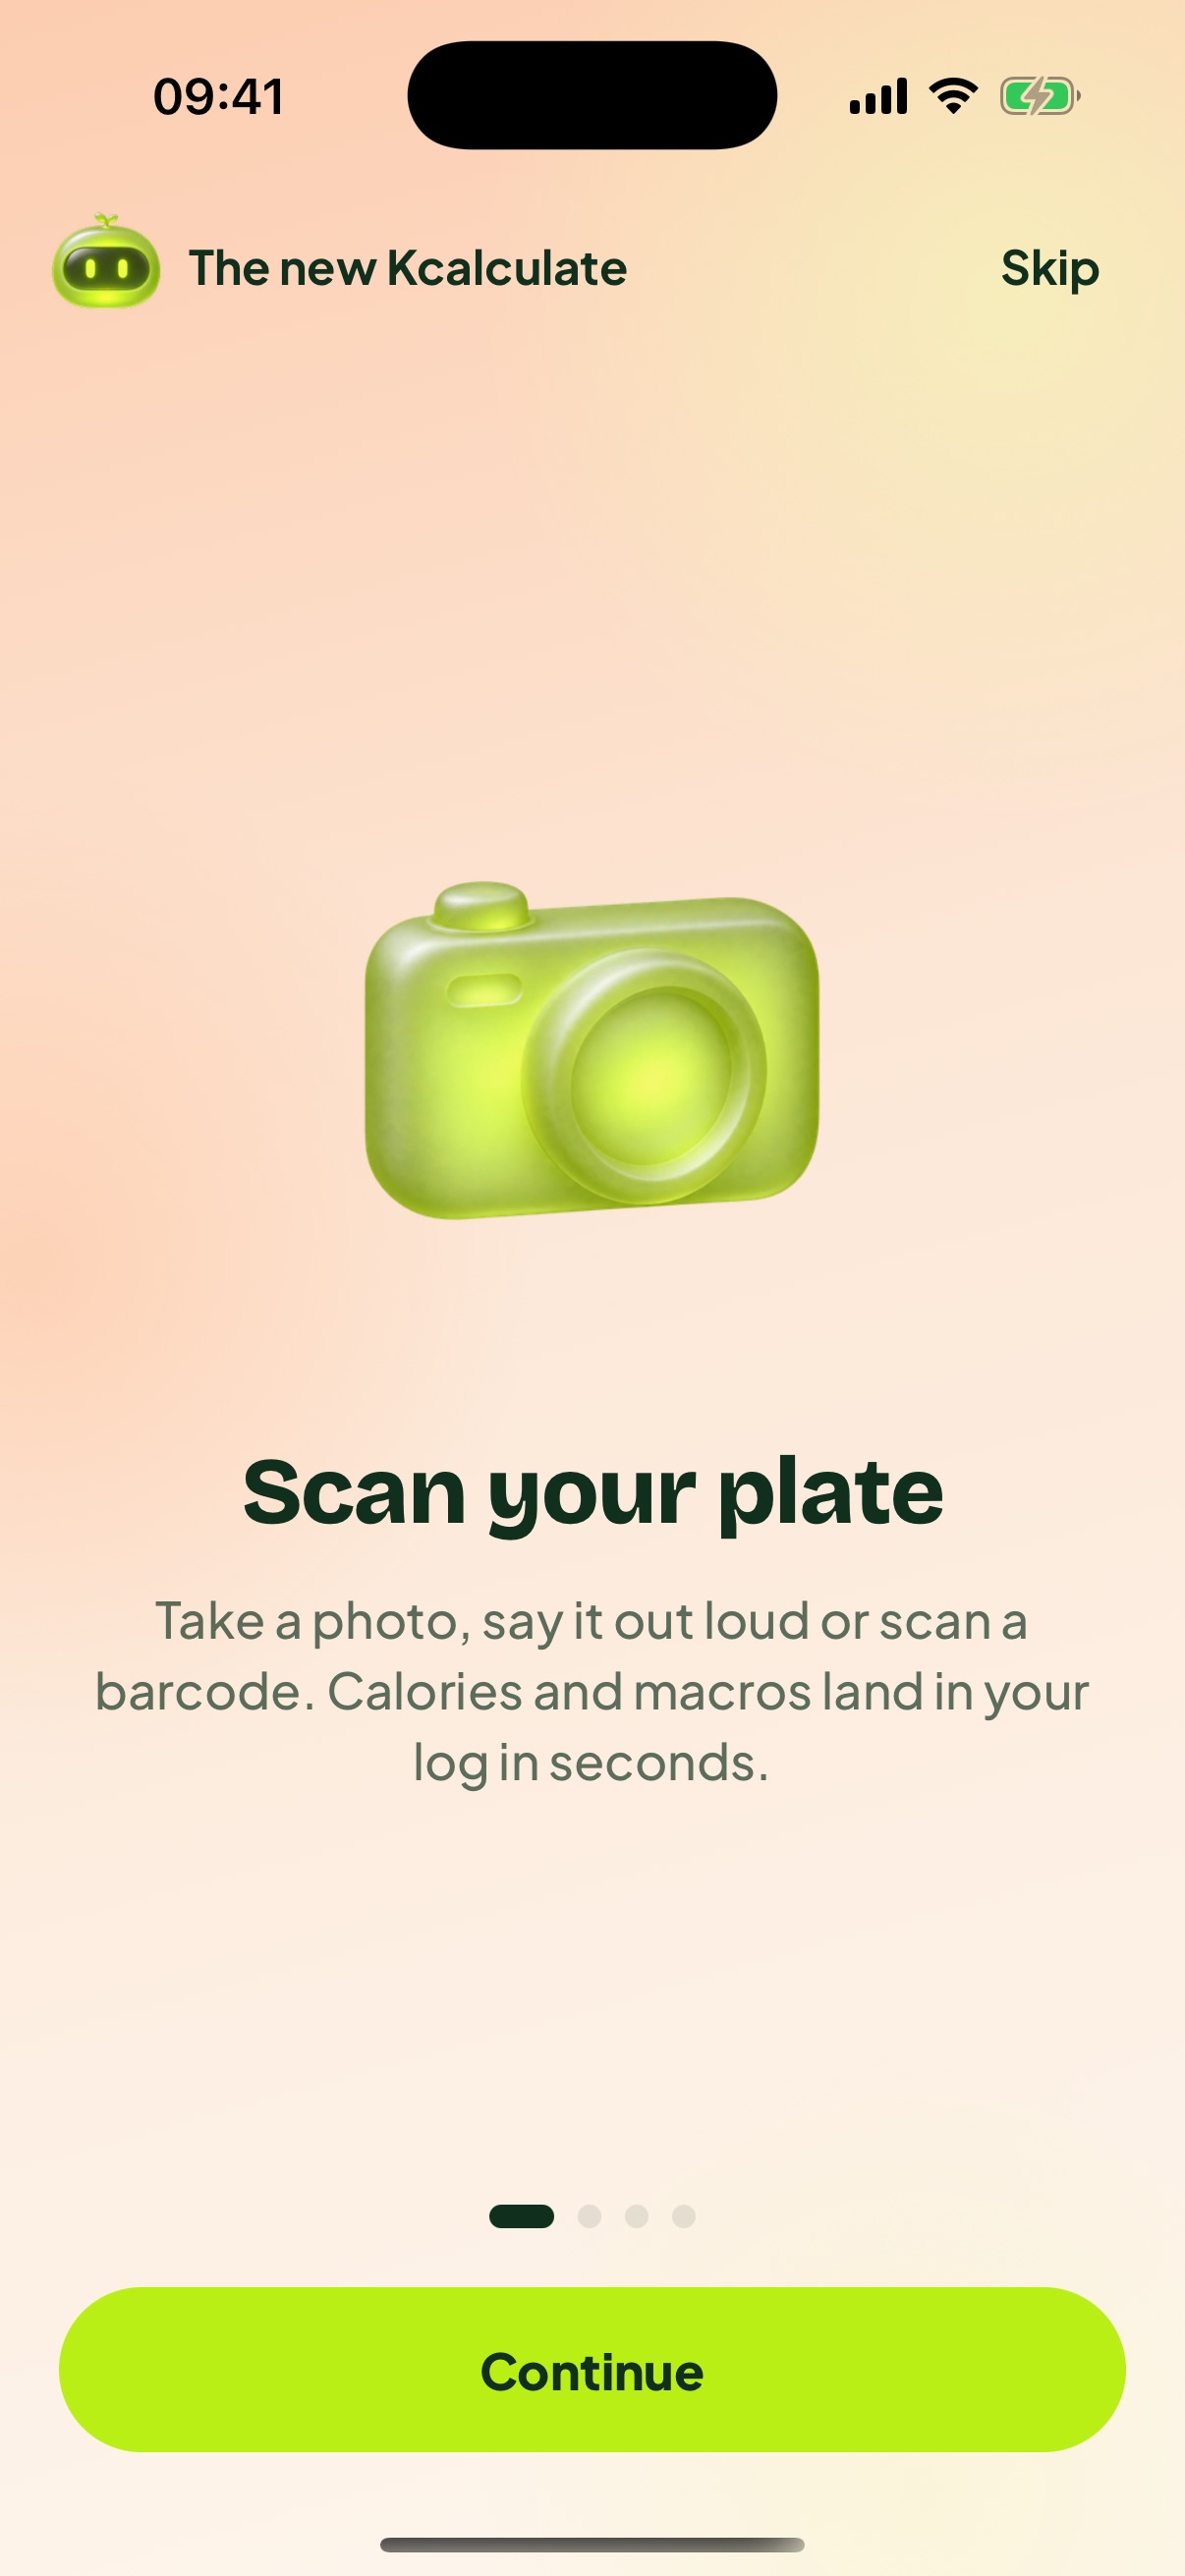 09:41
The new Kcalculate
Skip
Scan your plate
Take a photo, say it out loud or scan a
barcode. Calories and macros land in your
log in seconds.
Continue